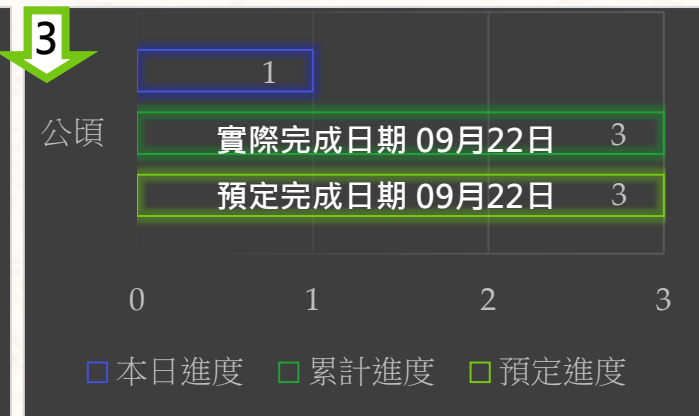 3
1
公頃
實際完成日期 09月22日 3
預定完成日期 09月22日 3
0 1 2 3
本日進度 累計進度 預定進度